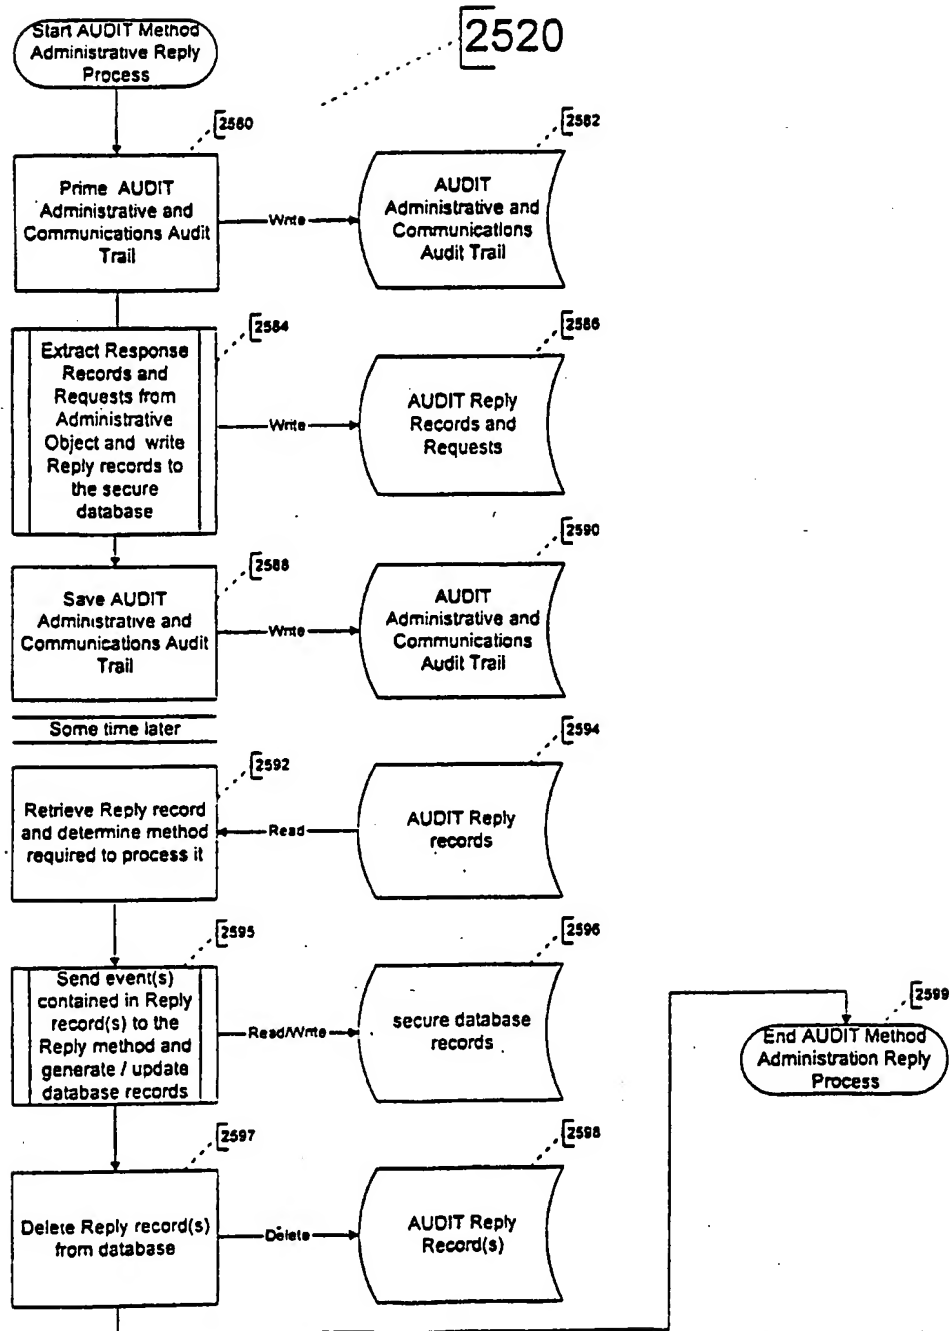 Start AUDIT Method
Administrative Reply
Process
2520
2580
Prime AUDIT
Administrative and
Communications Audit
Trail
Write
2582
AUDIT
Administrative and
Communications
Audit Trail
2584
Extract Response
Records and
Requests from
Administrative
Object and write
Reply records to
the secure
database
Write
2586
AUDIT Reply
Records and
Requests
2588
Save AUDIT
Administrative and
Communications Audit
Trail
Write
2590
AUDIT
Administrative and
Communications
Audit Trail
Some time later
2592
Retrieve Reply record
and determine method
required to process it
Read
2594
AUDIT Reply
records
2595
Send event(s)
contained in Reply
record(s) to the
Reply method and
generate / update
database records
Read/Write
2596
secure database
records
2599
End AUDIT Method
Administration Reply
Process
2597
Delete Reply record(s)
from database
Delete
2598
AUDIT Reply
Record(s)